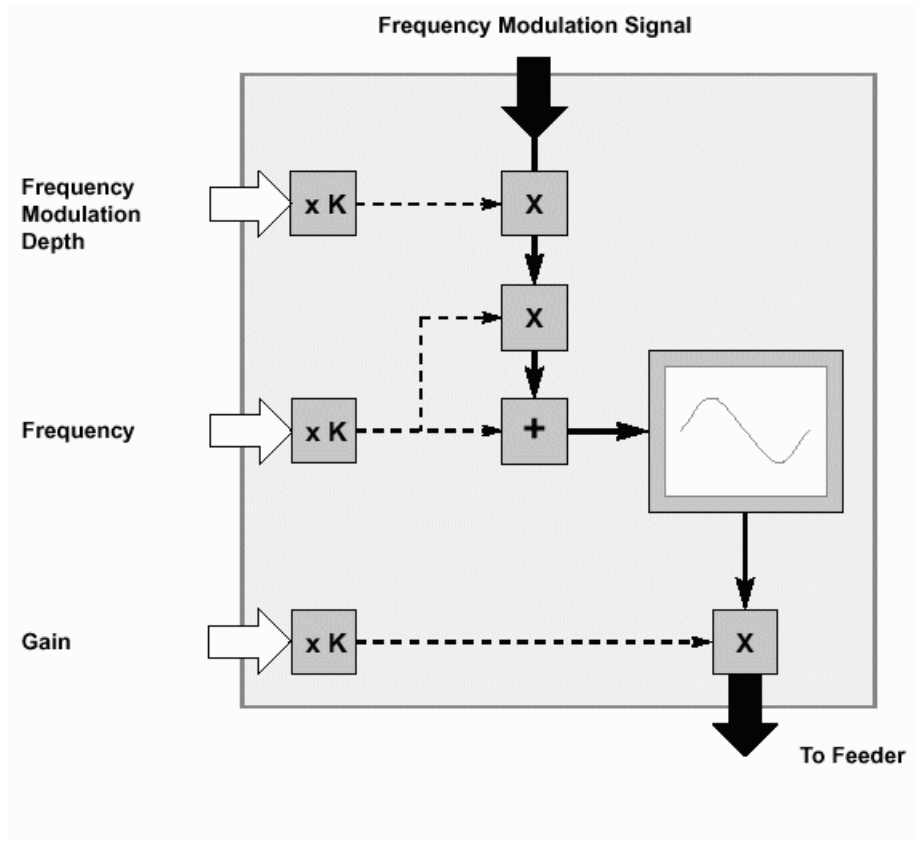 Frequency Modulation Signal
Frequency
Modulation
Depth
x K
X
X
Frequency
x K
+
Gain
x K
X
To Feeder